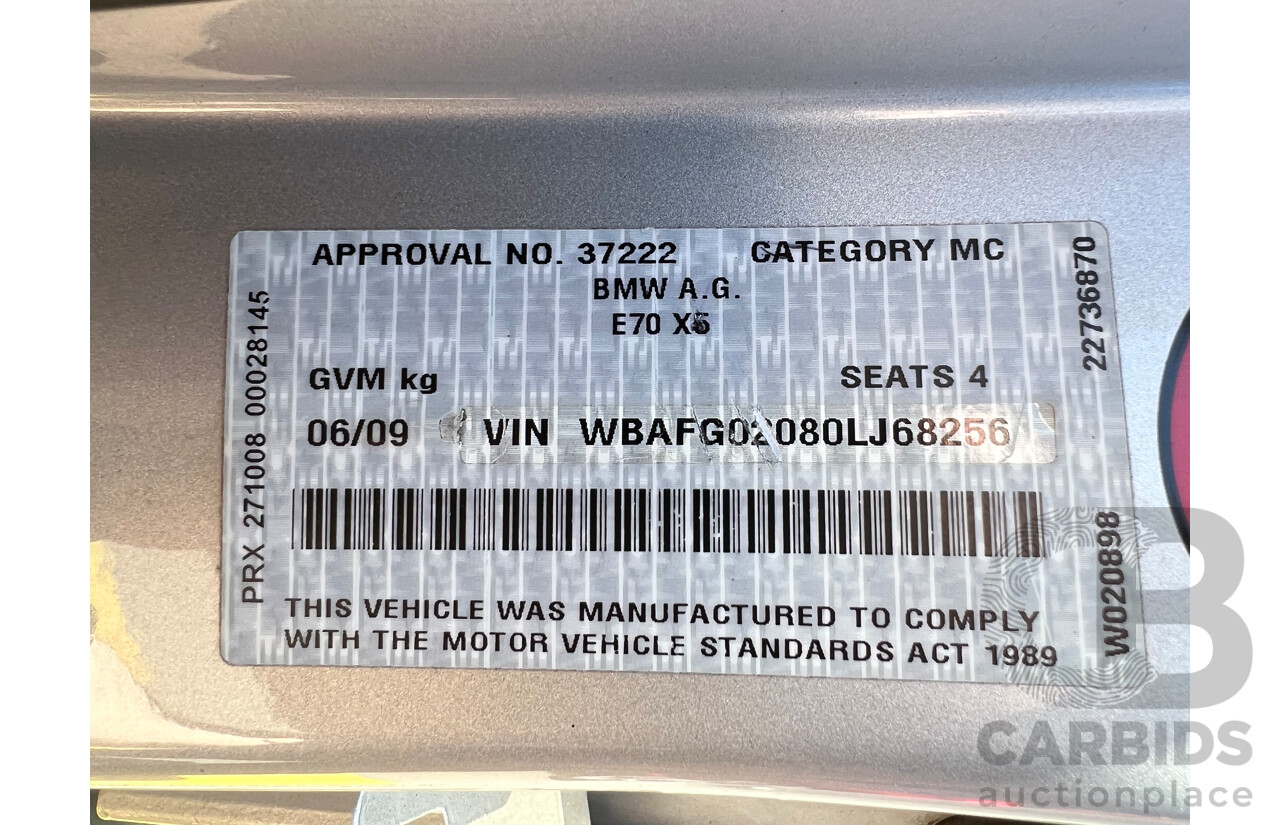 APPROVAL NO. 37222 CATEGORY MC
BMW A.G.
E70 X5
GVM kg SEATS 4
06/09 VIN WBAFG02080LJ68256
THIS VEHICLE WAS MANUFACTURED TO COMPLY
WITH THE MOTOR VEHICLE STANDARDS ACT 1989
PRX 271008 00028145
22736870
W020898
CARBIDS
auctionplace